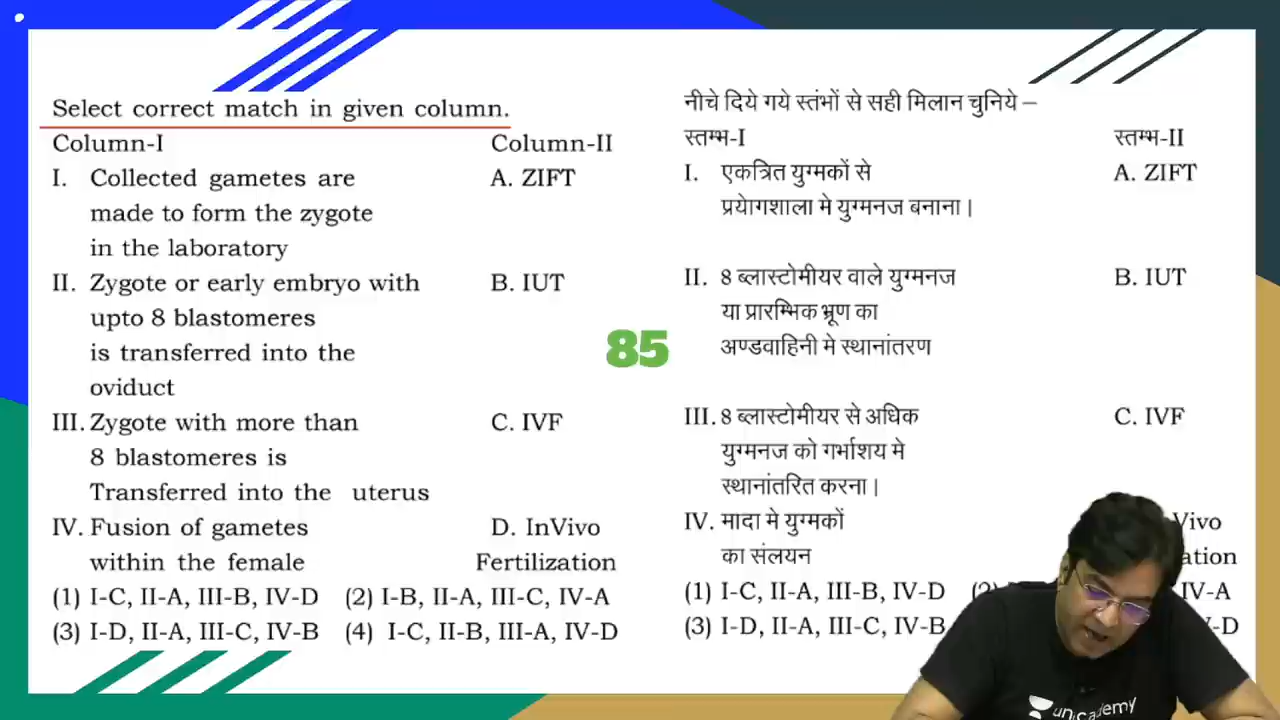 Select correct match in given column.
Column-I Column-II
I. Collected gametes are A. ZIFT
made to form the zygote
in the laboratory
II. Zygote or early embryo with B. IUT
upto 8 blastomeres
is transferred into the
oviduct
III. Zygote with more than C. IVF
8 blastomeres is
Transferred into the uterus
IV. Fusion of gametes D. InVivo
within the female Fertilization
(1) I-C, II-A, III-B, IV-D (2) I-B, II-A, III-C, IV-A
(3) I-D, II-A, III-C, IV-B (4) I-C, II-B, III-A, IV-D
85
नीचे दिये गये स्तंभों से सही मिलान चुनिये –
स्तम्भ-I स्तम्भ-II
I. एकत्रित युग्मकों से A. ZIFT
प्रयेागशाला मे युग्मनज बनाना।
II. 8 ब्लास्टोमीयर वाले युग्मनज B. IUT
या प्रारम्भिक भ्रूण का
अण्डवाहिनी मे स्थानांतरण
III. 8 ब्लास्टोमीयर से अधिक C. IVF
युग्मनज को गर्भाशय मे
स्थानांतरित करना।
IV. मादा मे युग्मकों Vivo
का संलयन
(1) I-C, II-A, III-B, IV-D IV-A
(3) I-D, II-A, III-C, IV-B
unacademy